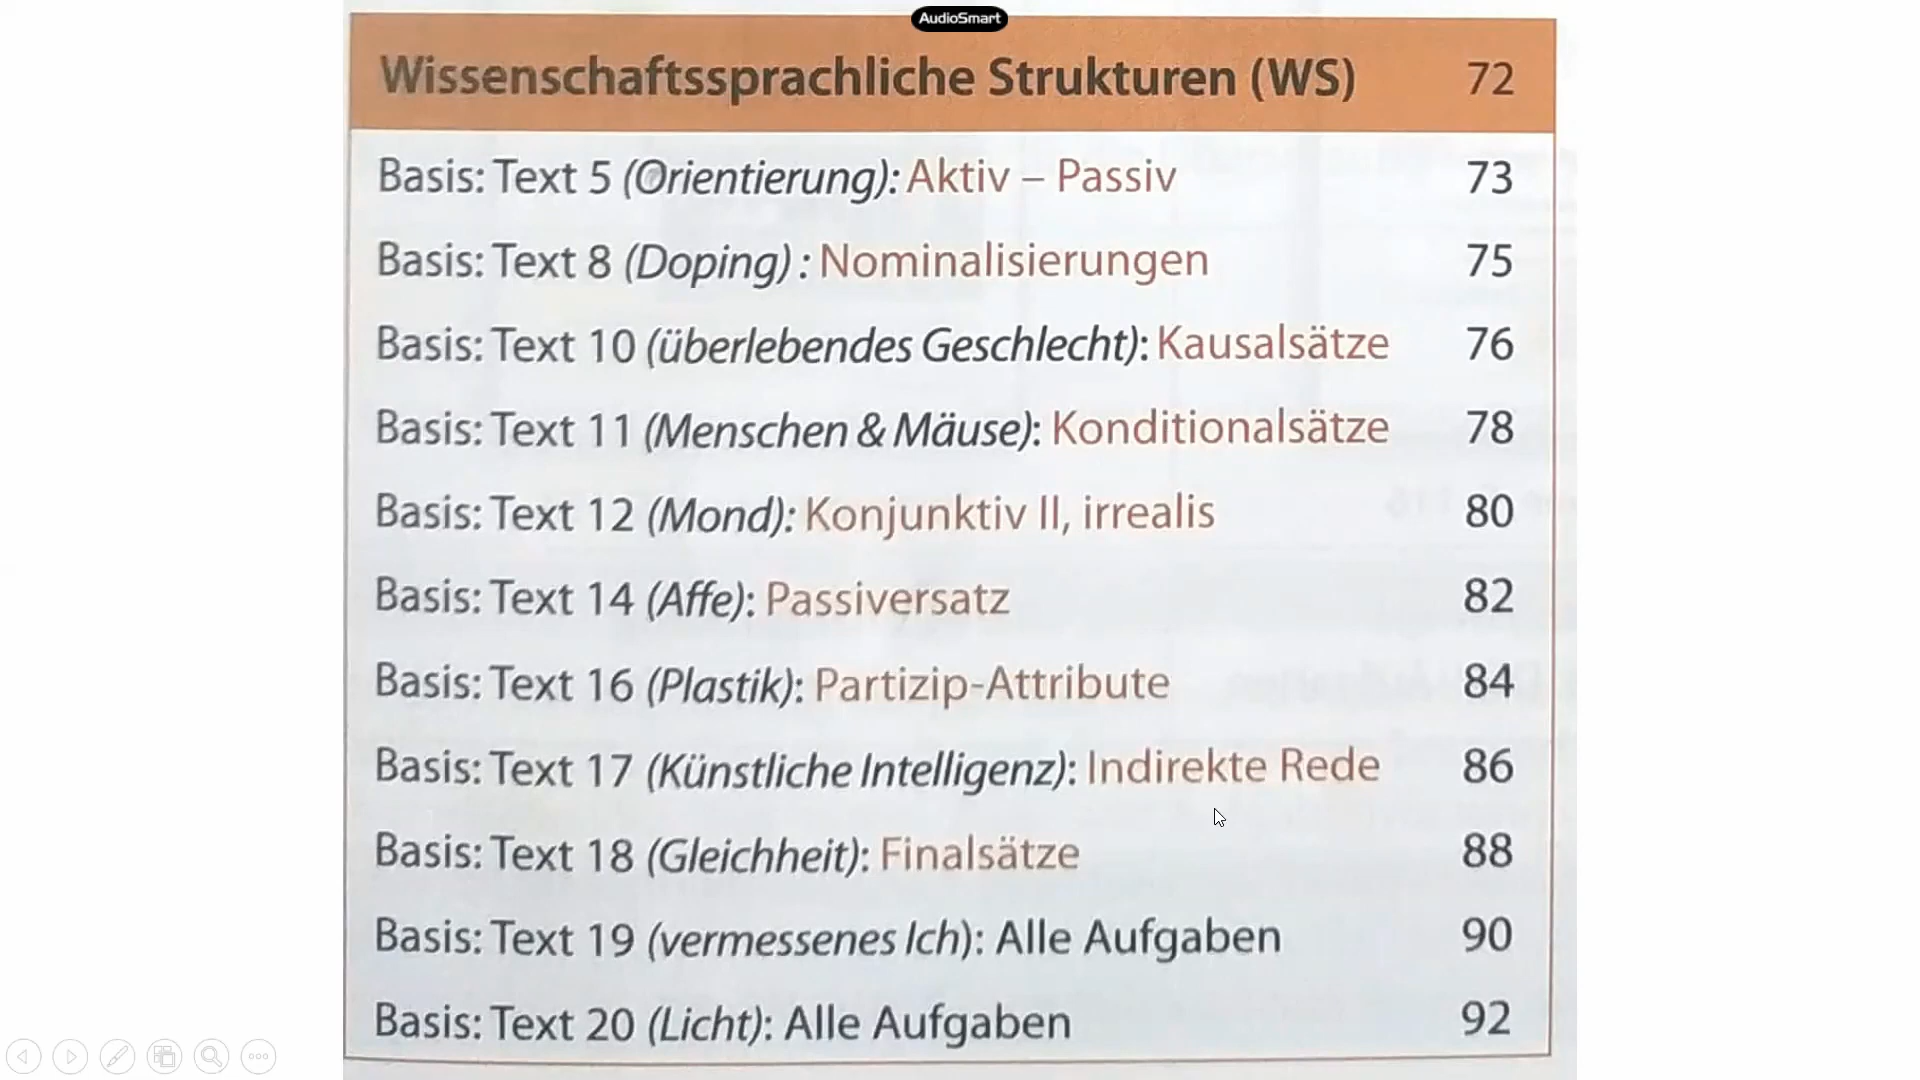 AudioSmart
Wissenschaftssprachliche Strukturen (WS) 72
Basis: Text 5 (Orientierung): Aktiv – Passiv 73
Basis: Text 8 (Doping) : Nominalisierungen 75
Basis: Text 10 (überlebendes Geschlecht): Kausalsätze 76
Basis: Text 11 (Menschen & Mäuse): Konditionalsätze 78
Basis: Text 12 (Mond): Konjunktiv II, irrealis 80
Basis: Text 14 (Affe): Passiversatz 82
Basis: Text 16 (Plastik): Partizip-Attribute 84
Basis: Text 17 (Künstliche Intelligenz): Indirekte Rede 86
Basis: Text 18 (Gleichheit): Finalsätze 88
Basis: Text 19 (vermessenes Ich): Alle Aufgaben 90
Basis: Text 20 (Licht): Alle Aufgaben 92